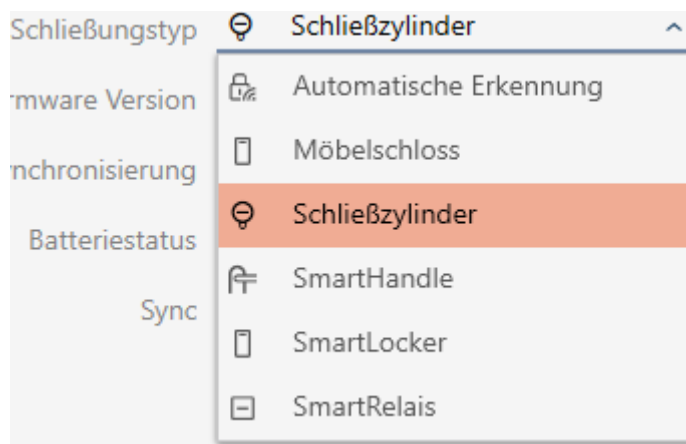 Schließungstyp Schließzylinder
Automatische Erkennung
rmware Version
Möbelschloss
nchronisierung
Schließzylinder
Batteriestatus
SmartHandle
Sync
SmartLocker
SmartRelais